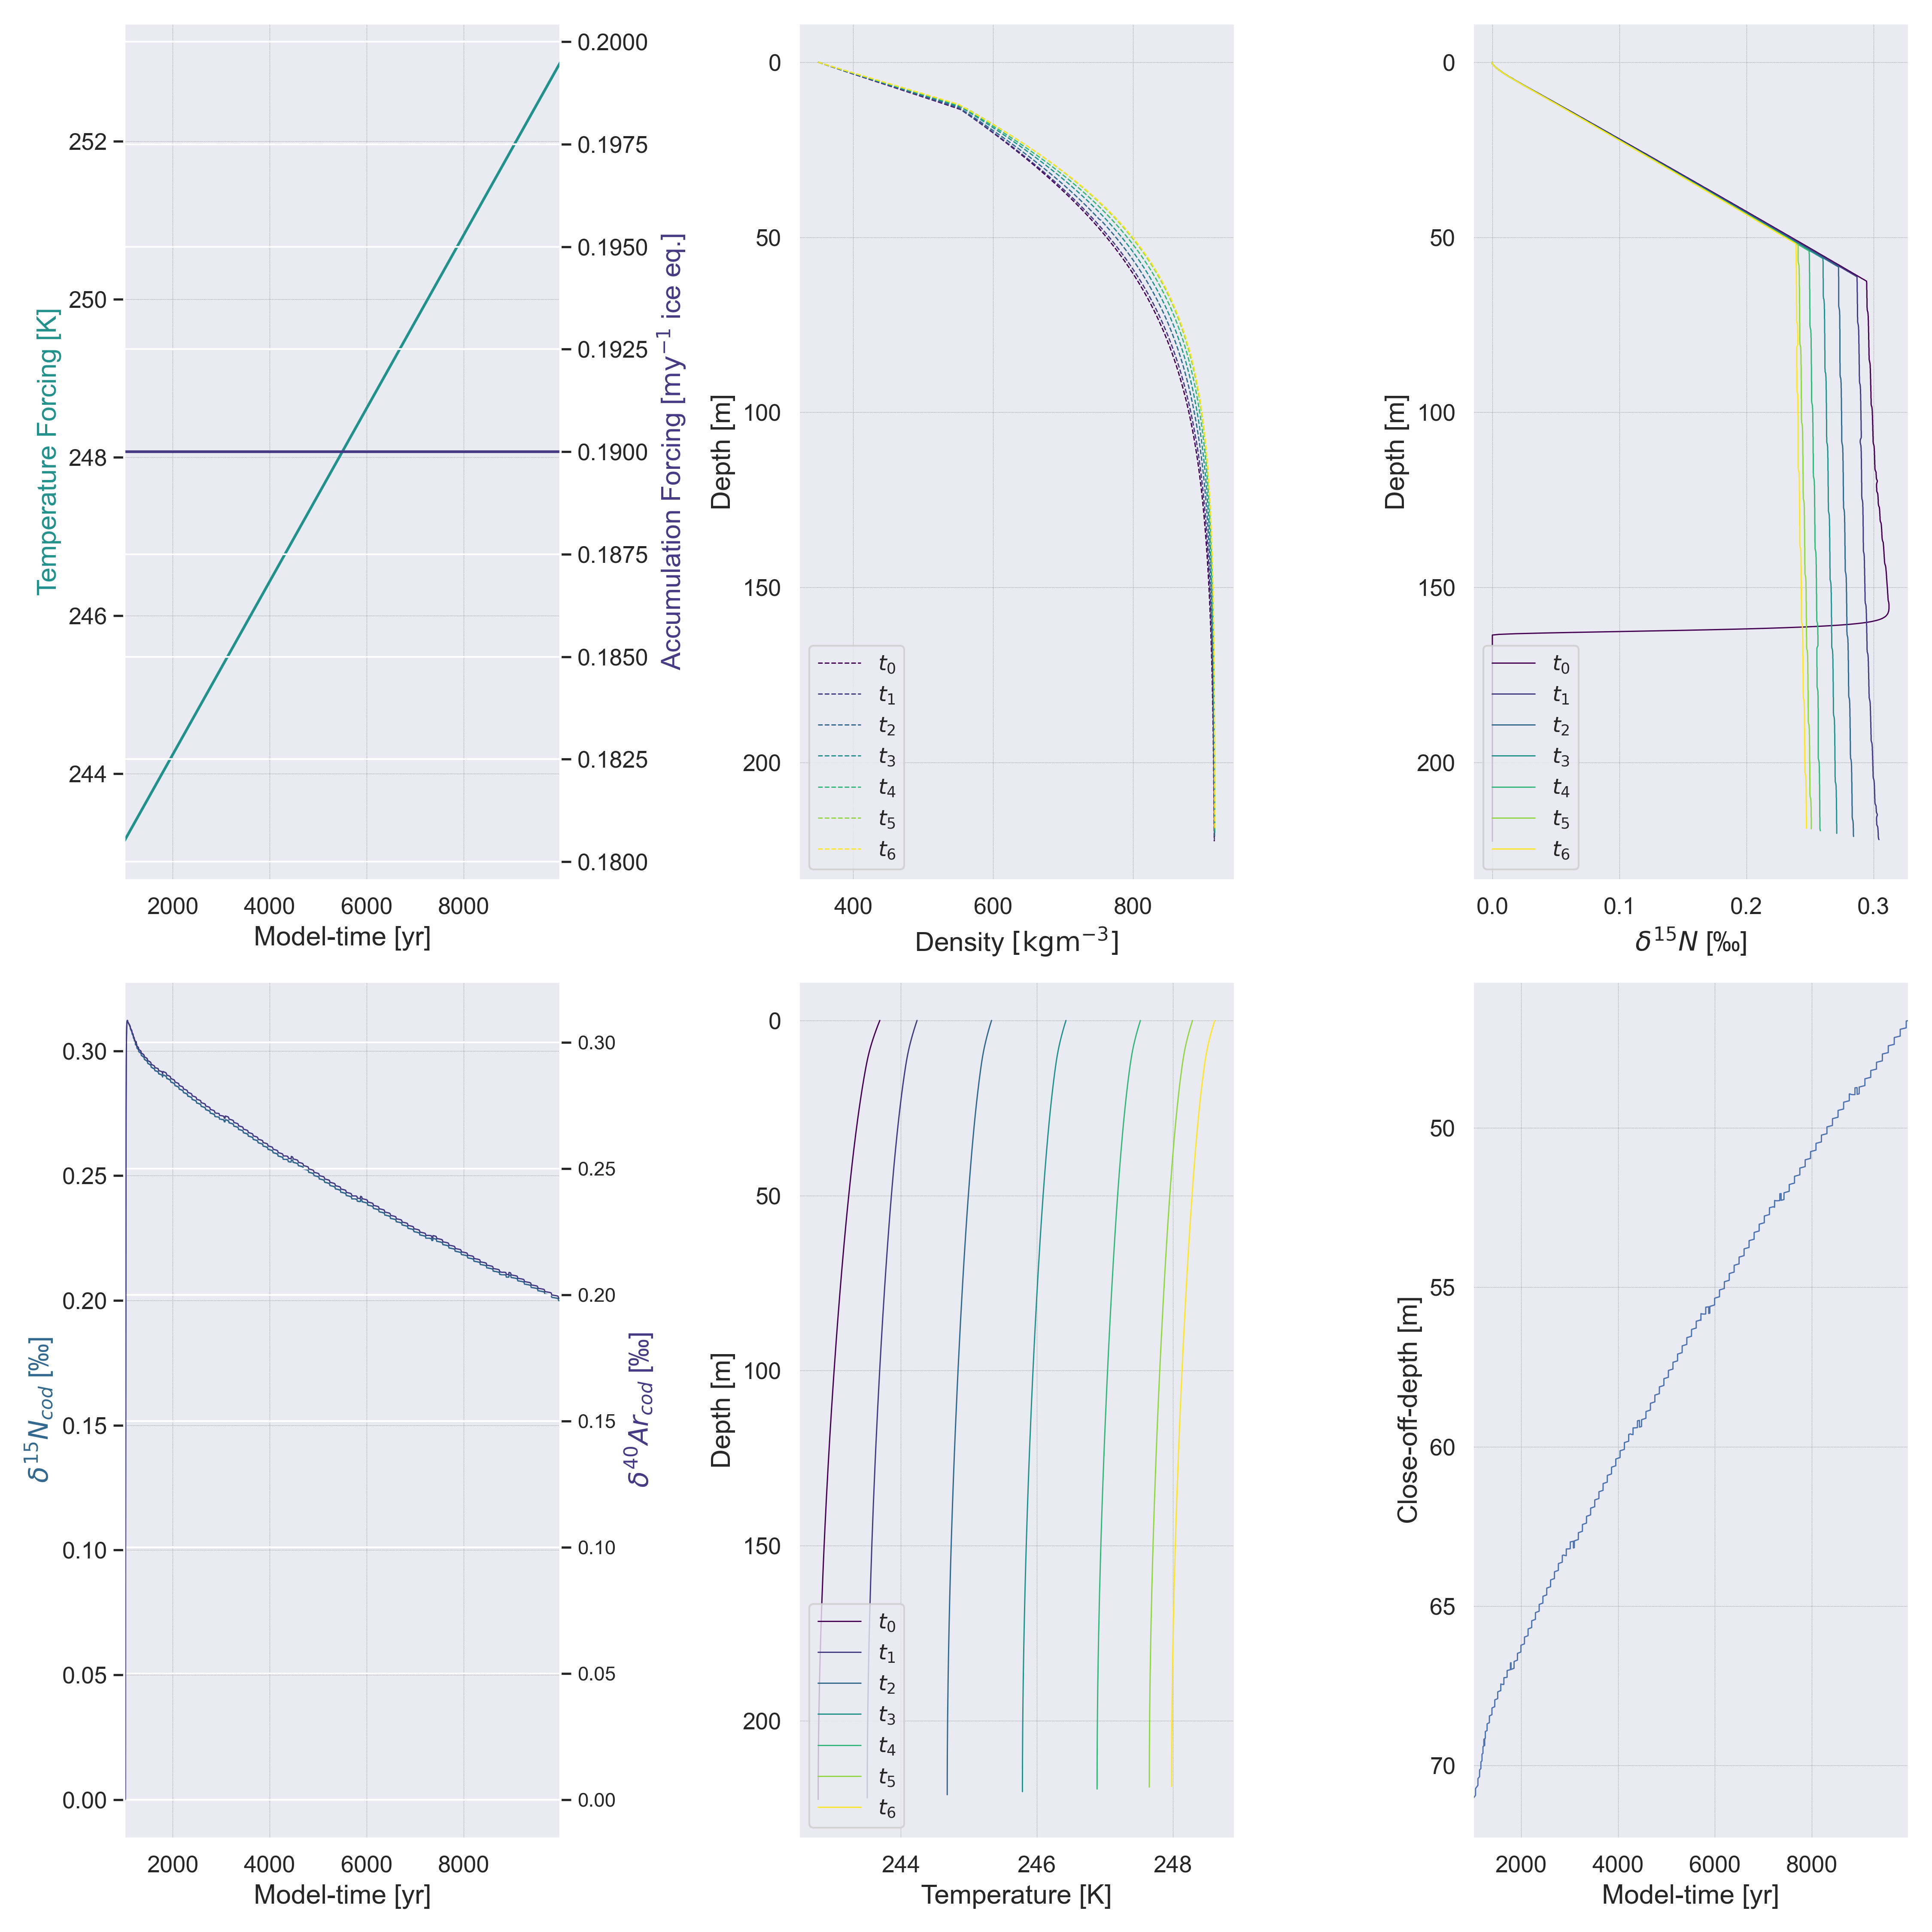 Temperature Forcing [K]
252
250
248
246
244
2000 4000 6000 8000
Model-time [yr]
0.2000
0.1975
0.1950
0.1925
0.1900
0.1875
0.1850
0.1825
0.1800
Accumulation Forcing [my⁻¹ ice eq.]
Depth [m]
0
50
100
150
200
t₀
t₁
t₂
t₃
t₄
t₅
t₆
400 600 800
Density [kgm⁻³]
Depth [m]
0
50
100
150
200
t₀
t₁
t₂
t₃
t₄
t₅
t₆
0.0 0.1 0.2 0.3
δ¹⁵N [‰]
δ¹⁵N_cod [‰]
0.30
0.25
0.20
0.15
0.10
0.05
0.00
2000 4000 6000 8000
Model-time [yr]
0.30
0.25
0.20
0.15
0.10
0.05
0.00
δ⁴⁰Ar_cod [‰]
Depth [m]
0
50
100
150
200
t₀
t₁
t₂
t₃
t₄
t₅
t₆
244 246 248
Temperature [K]
Close-off-depth [m]
50
55
60
65
70
2000 4000 6000 8000
Model-time [yr]